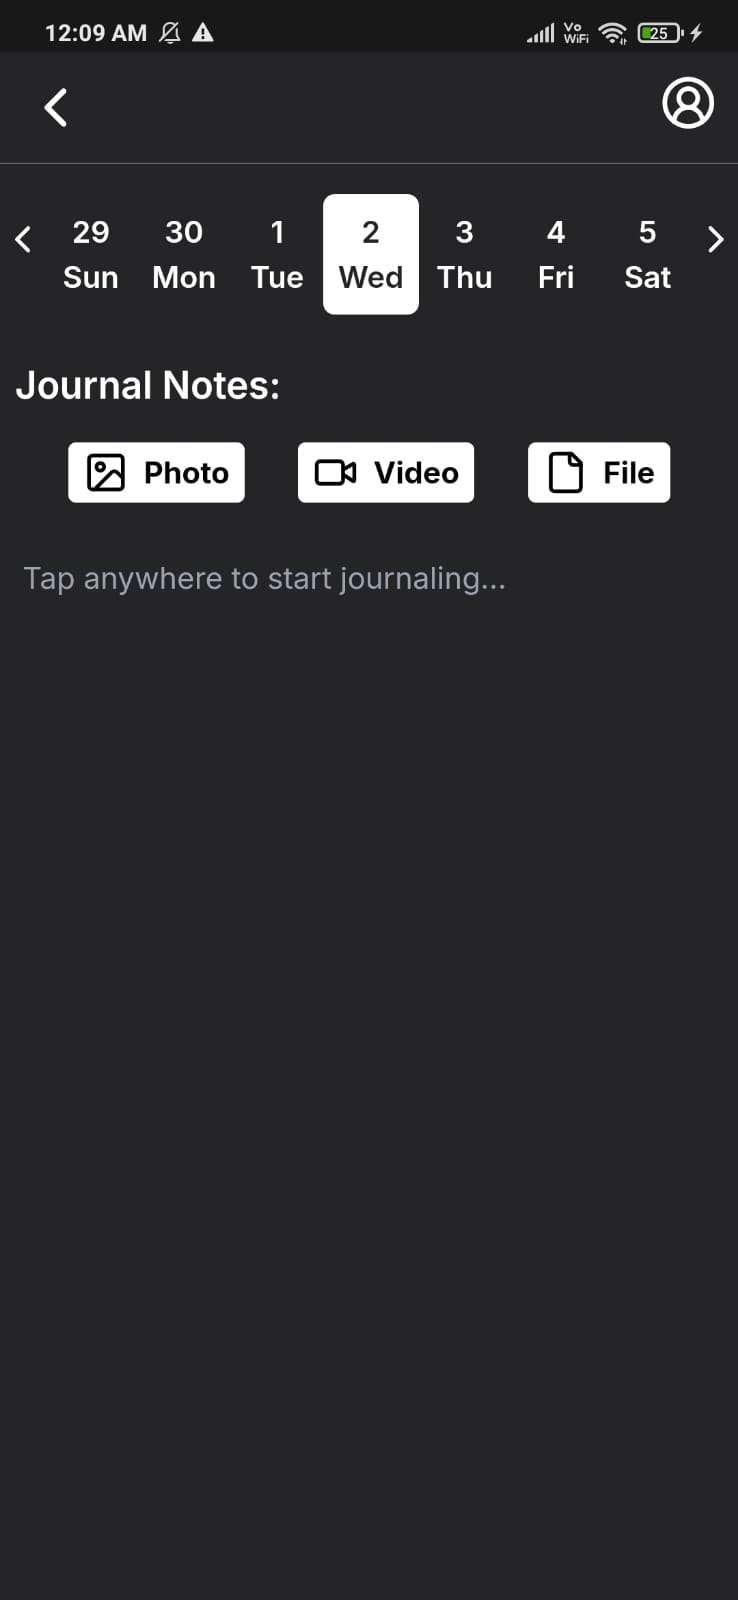 12:09 AM Vo WiFi 25
29 30 1 2 3 4 5
Sun Mon Tue Wed Thu Fri Sat
Journal Notes:
Photo Video File
Tap anywhere to start journaling...